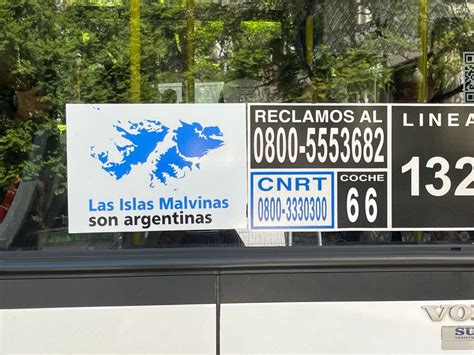 Las Islas Malvinas
son argentinas
RECLAMOS AL
0800-5553682
CNRT
0800-3330300
COCHE
66
LINEA
132